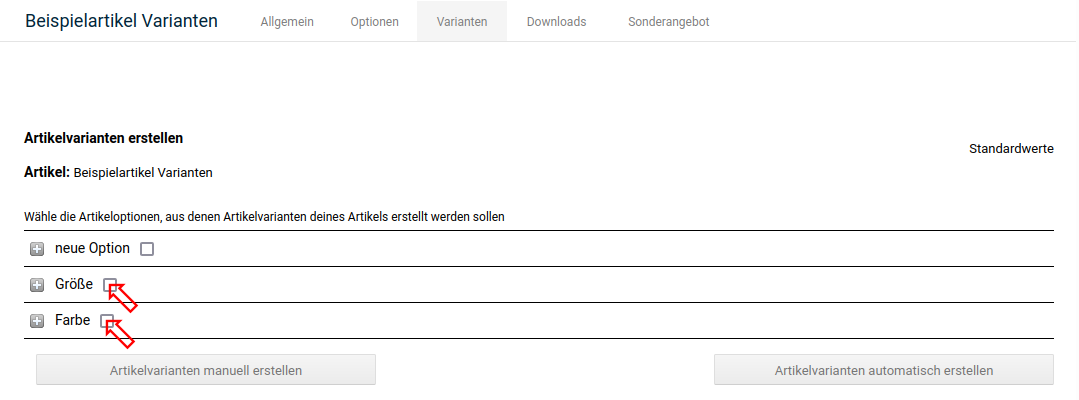 Beispielartikel Varianten Allgemein Optionen Varianten Downloads Sonderangebot
Artikelvarianten erstellen
Standardwerte
Artikel: Beispielartikel Varianten
Wähle die Artikeloptionen, aus denen Artikelvarianten deines Artikels erstellt werden sollen
neue Option
Größe
Farbe
Artikelvarianten manuell erstellen Artikelvarianten automatisch erstellen